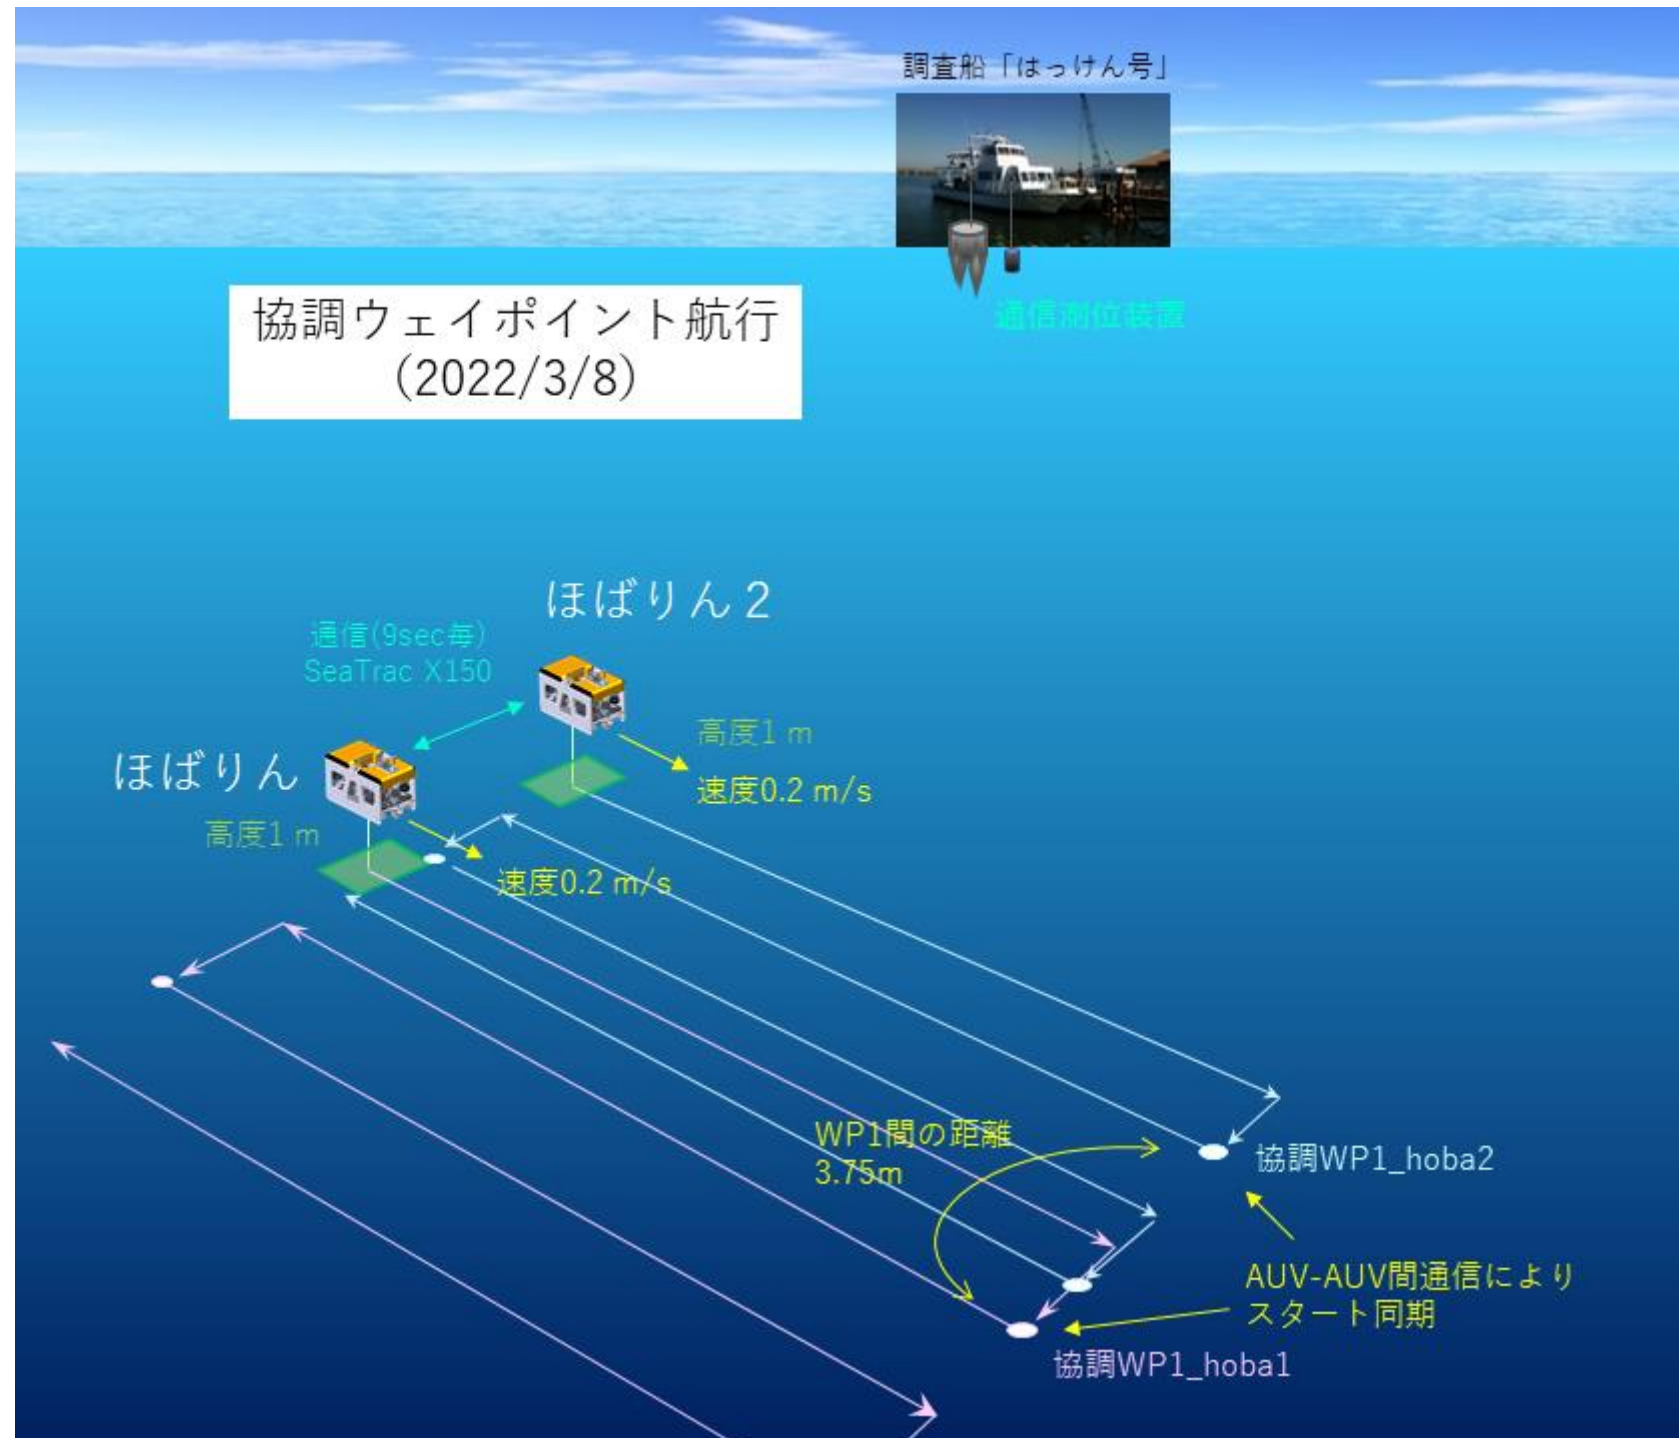 調査船「はっけん号」
通信測位装置
協調ウェイポイント航行
(2022/3/8)
ほばりん２
通信(9sec毎)
SeaTrac X150
高度1 m
速度0.2 m/s
ほばりん
高度1 m
速度0.2 m/s
WP1間の距離
3.75m
協調WP1_hoba2
AUV-AUV間通信により
スタート同期
協調WP1_hoba1